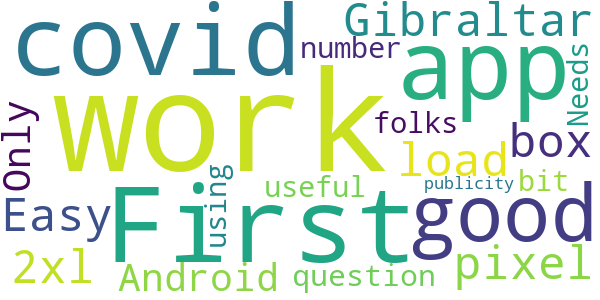 covid
Gibraltar
number
app
Needs
work
folks
box
Only
load
First
using
useful
bit
publicity
good
Easy
2xl
Android
question
pixel